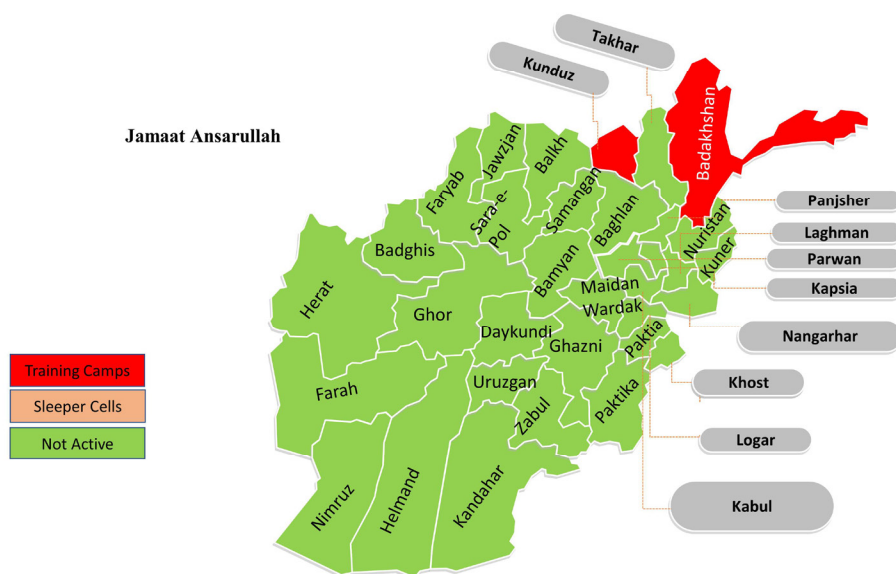 Takhar
Kunduz
Jamaat Ansarullah
Badakhshan
Jawzjan
Balkh
Faryab
Samangan
Sara-e-
Pol
Baghlan
Panjsher
Nuristan
Laghman
Badghis
Kuner
Parwan
Bamyan
Herat
Maidan
Wardak
Kapsia
Ghor
Daykundi
Ghazni
Paktia
Nangarhar
Training Camps
Sleeper Cells
Not Active
Farah
Uruzgan
Zabul
Paktika
Khost
Logar
Nimruz
Helmand
Kandahar
Kabul